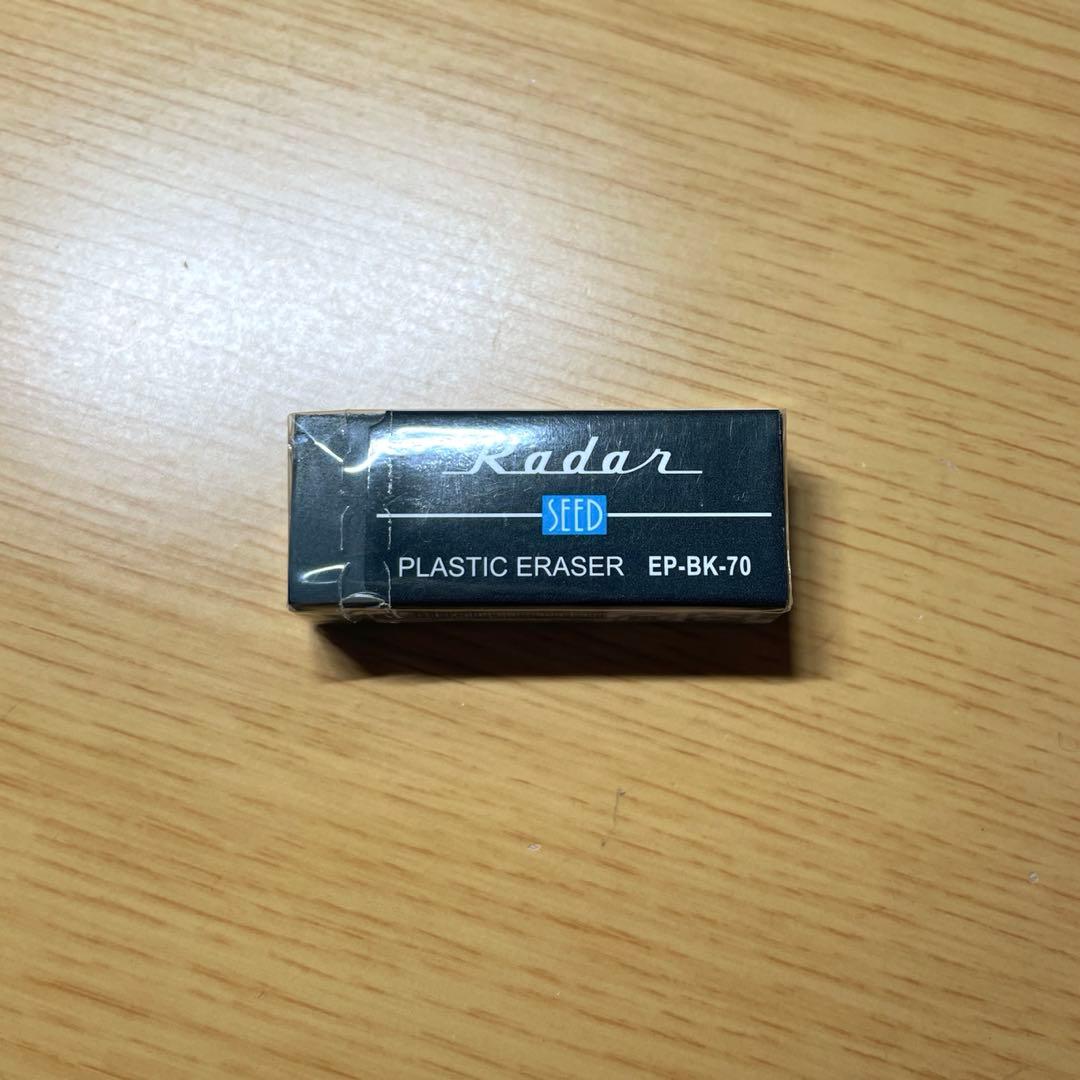 Radar
SEED
PLASTIC ERASER EP-BK-70